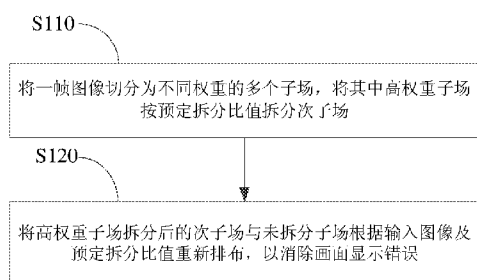 S110
将一帧图像切分为不同权重的多个子场，将其中高权重子场
按预定拆分比值拆分次子场
S120
将高权重子场拆分后的次子场与未拆分子场根据输入图像及
预定拆分比值重新排布，以消除画面显示错误